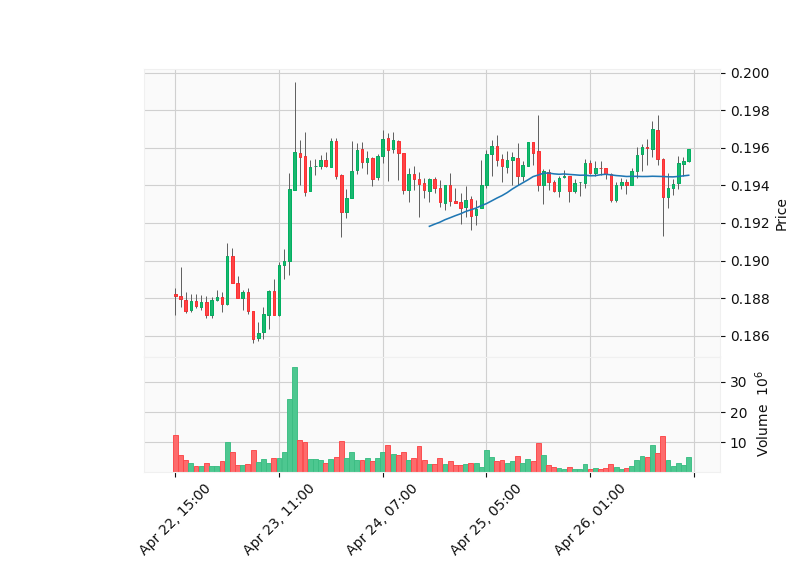 0.200
0.198
0.196
0.194
0.192
0.190
0.188
0.186
Price
30
20
10
Volume 10⁶
Apr 22, 15:00
Apr 23, 11:00
Apr 24, 07:00
Apr 25, 05:00
Apr 26, 01:00